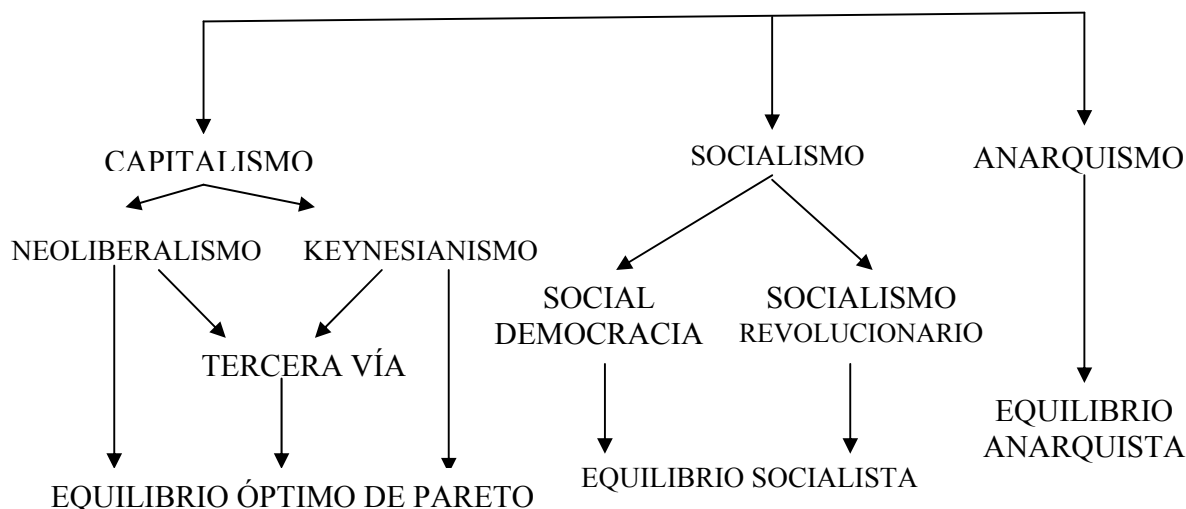 CAPITALISMO
SOCIALISMO
ANARQUISMO
NEOLIBERALISMO
KEYNESIANISMO
SOCIAL
DEMOCRACIA
SOCIALISMO
REVOLUCIONARIO
TERCERA VÍA
EQUILIBRIO
ANARQUISTA
EQUILIBRIO SOCIALISTA
EQUILIBRIO ÓPTIMO DE PARETO